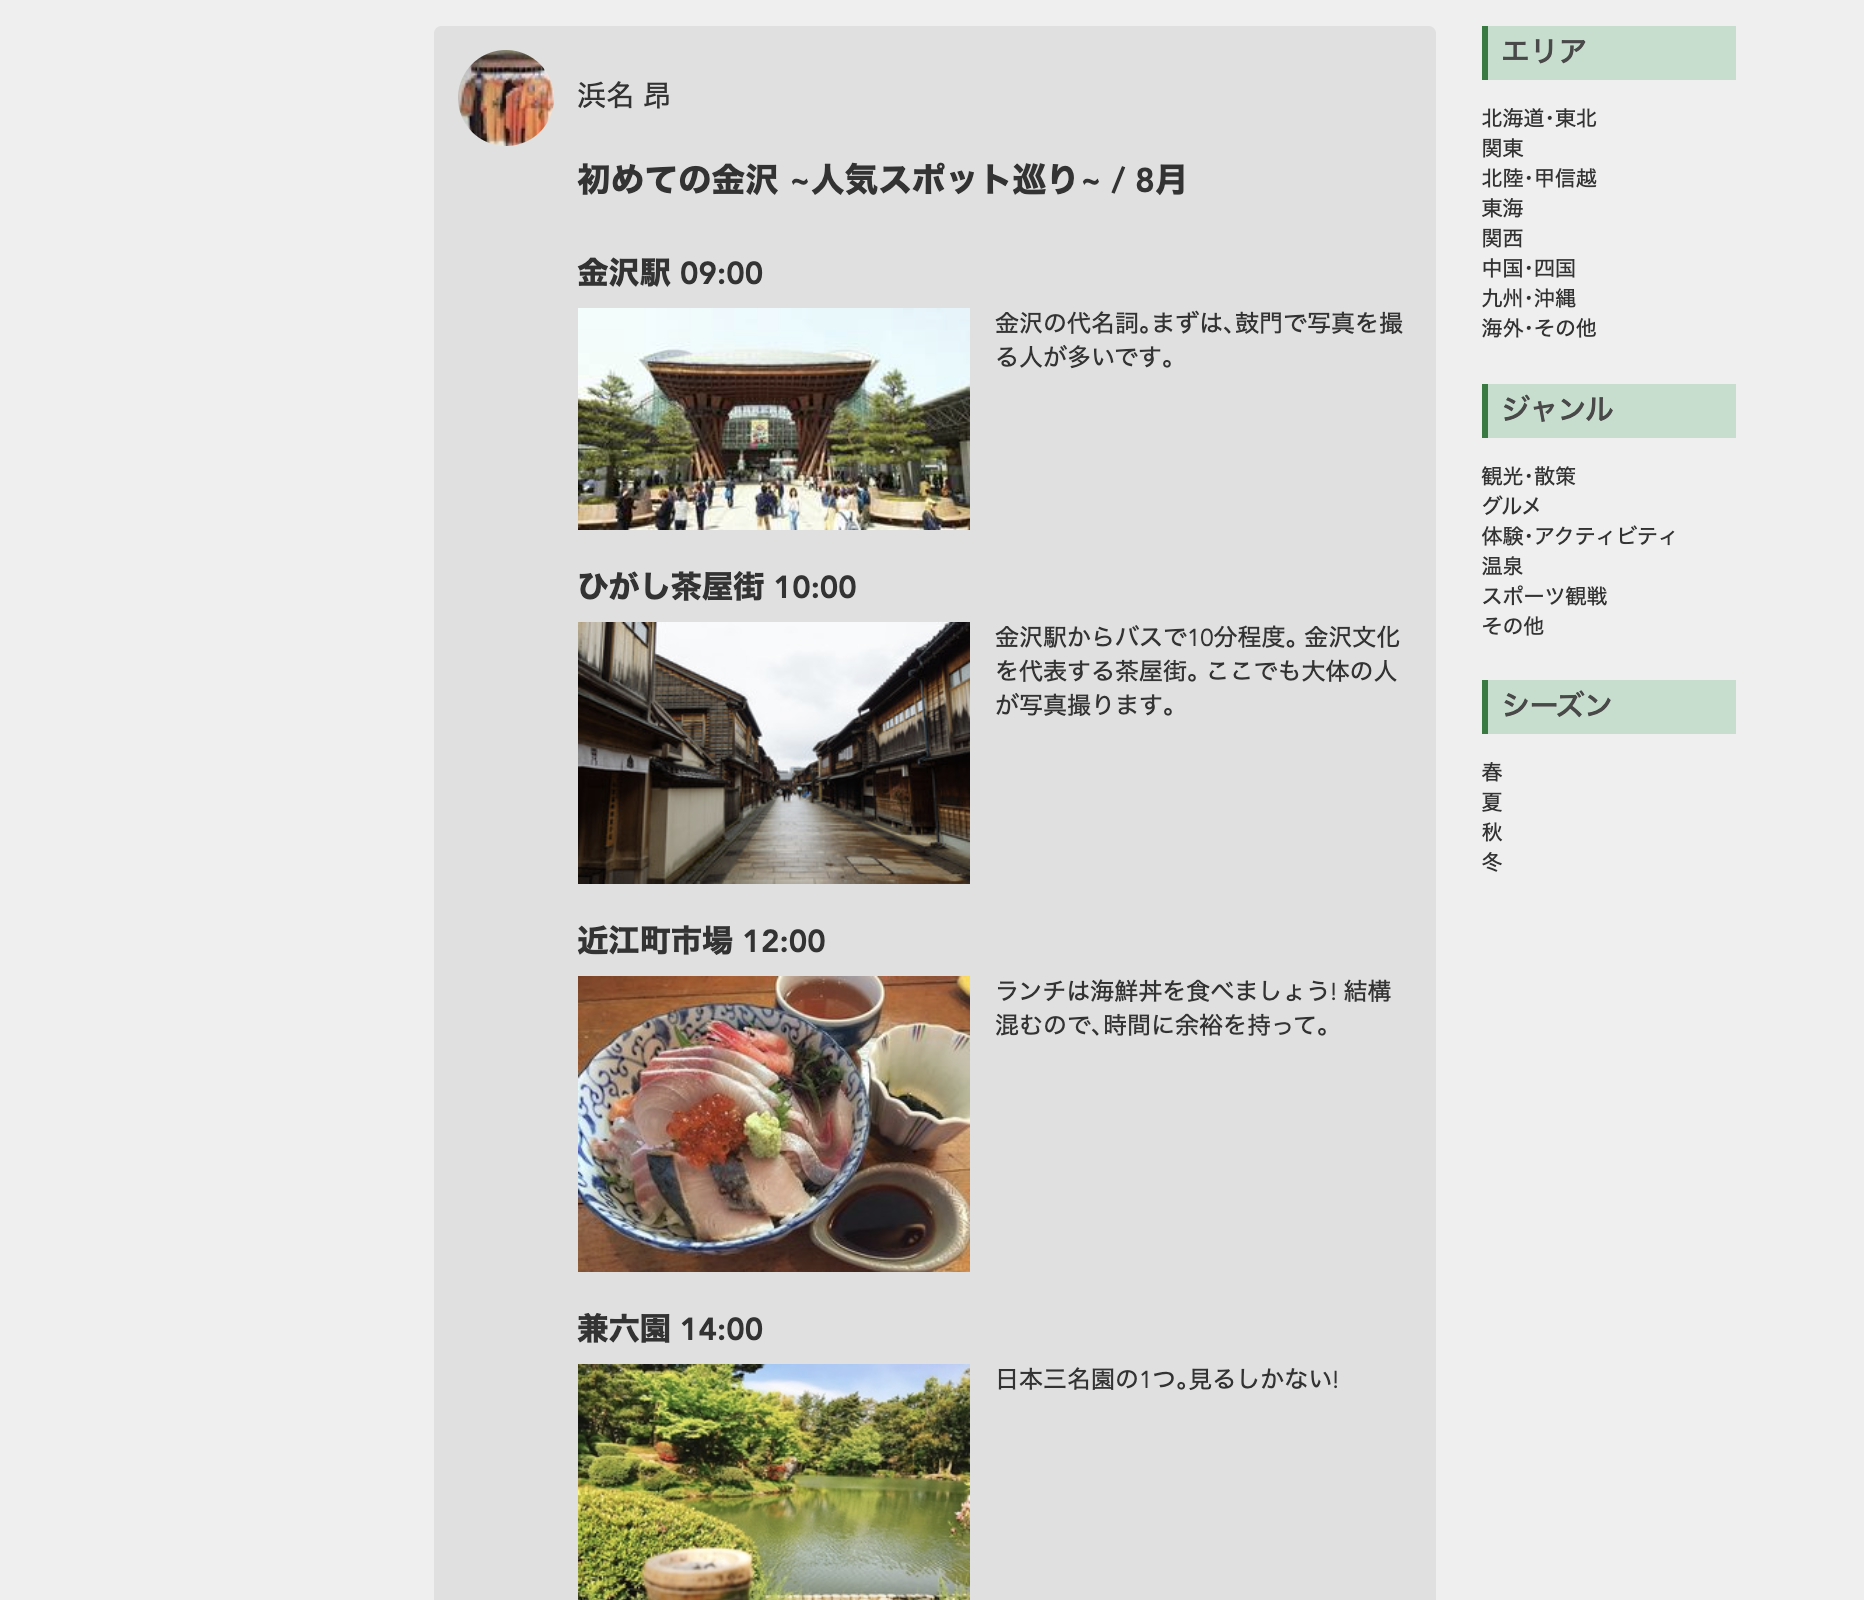 浜名 昂
初めての金沢 ~人気スポット巡り~ / 8月
金沢駅 09:00
金沢の代名詞。まずは、鼓門で写真を撮
る人が多いです。
ひがし茶屋街 10:00
金沢駅からバスで10分程度。金沢文化
を代表する茶屋街。ここでも大体の人
が写真撮ります。
近江町市場 12:00
ランチは海鮮丼を食べましょう! 結構
混むので、時間に余裕を持って。
兼六園 14:00
日本三名園の1つ。見るしかない!
エリア
北海道・東北
関東
北陸・甲信越
東海
関西
中国・四国
九州・沖縄
海外・その他
ジャンル
観光・散策
グルメ
体験・アクティビティ
温泉
スポーツ観戦
その他
シーズン
春
夏
秋
冬